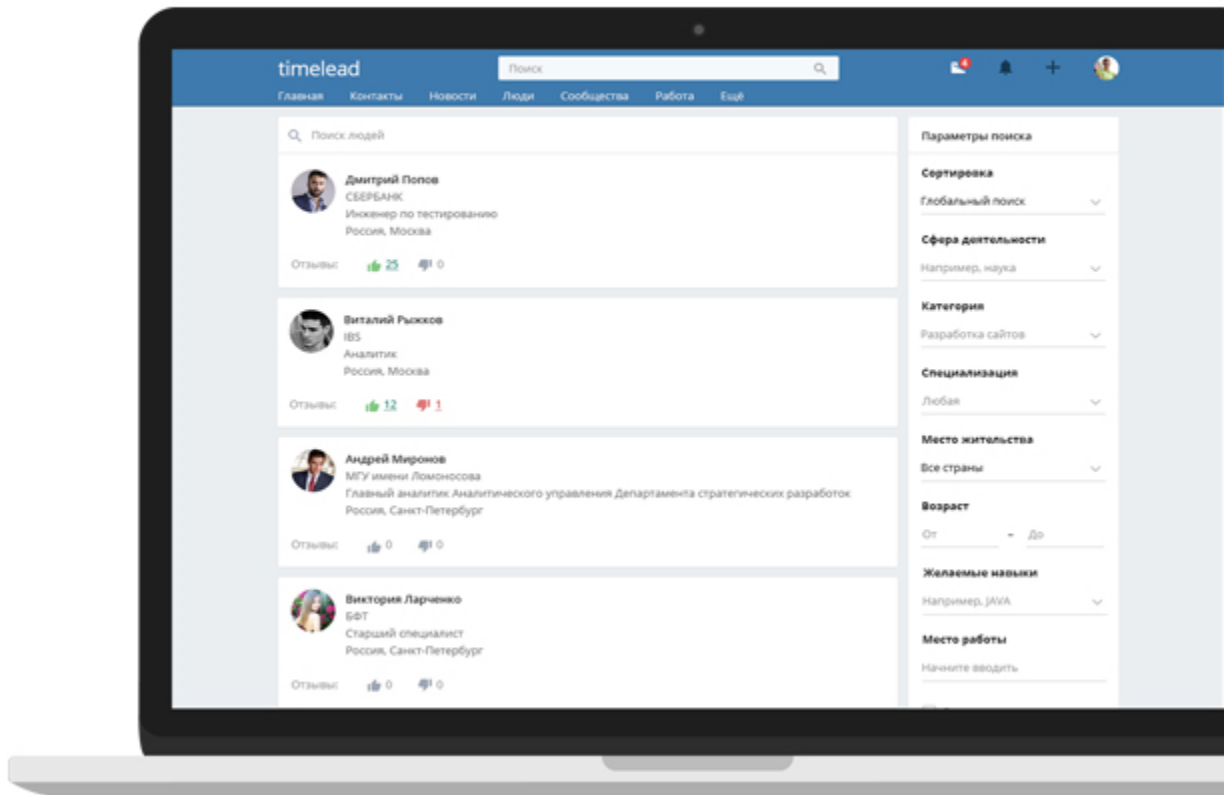 timelead
Поиск
4
Главная Контакты Новости Люди Сообщества Работа Ещё
Поиск людей
Дмитрий Попов
СБЕРБАНК
Инженер по тестированию
Россия, Москва
Отзывы: 25 0
Виталий Рыжков
IBS
Аналитик
Россия, Москва
Отзывы: 12 1
Андрей Миронов
МГУ имени Ломоносова
Главный аналитик Аналитического управления Департамента стратегических разработок
Россия, Санкт-Петербург
Отзывы: 0 0
Виктория Ларченко
БФТ
Старший специалист
Россия, Санкт-Петербург
Отзывы: 0 0
Параметры поиска
Сортировка
Глобальный поиск
Сфера деятельности
Например, наука
Категория
Разработка сайтов
Специализация
Любая
Место жительства
Все страны
Возраст
От - До
Желаемые навыки
Например, JAVA
Место работы
Начните вводить